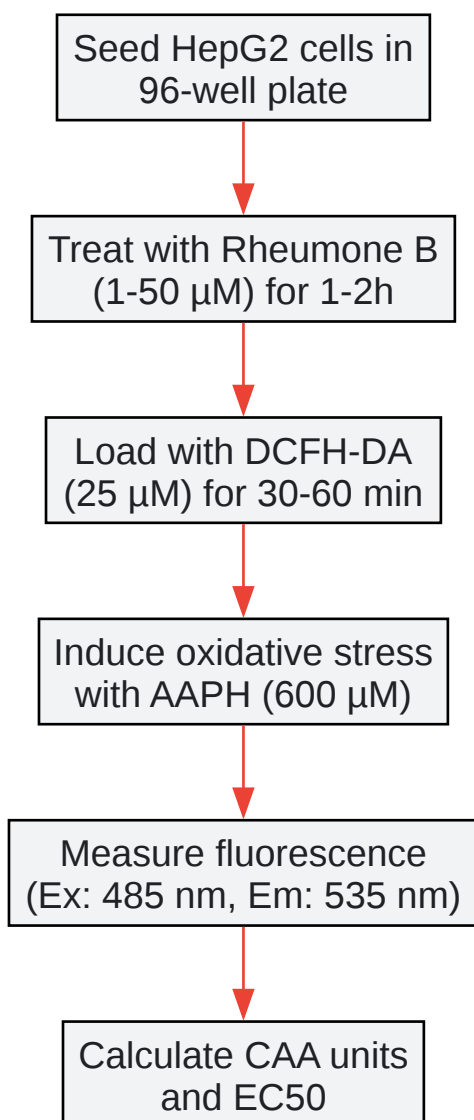 Seed HepG2 cells in
96-well plate
Treat with Rheumone B
(1-50 µM) for 1-2h
Load with DCFH-DA
(25 µM) for 30-60 min
Induce oxidative stress
with AAPH (600 µM)
Measure fluorescence
(Ex: 485 nm, Em: 535 nm)
Calculate CAA units
and EC50